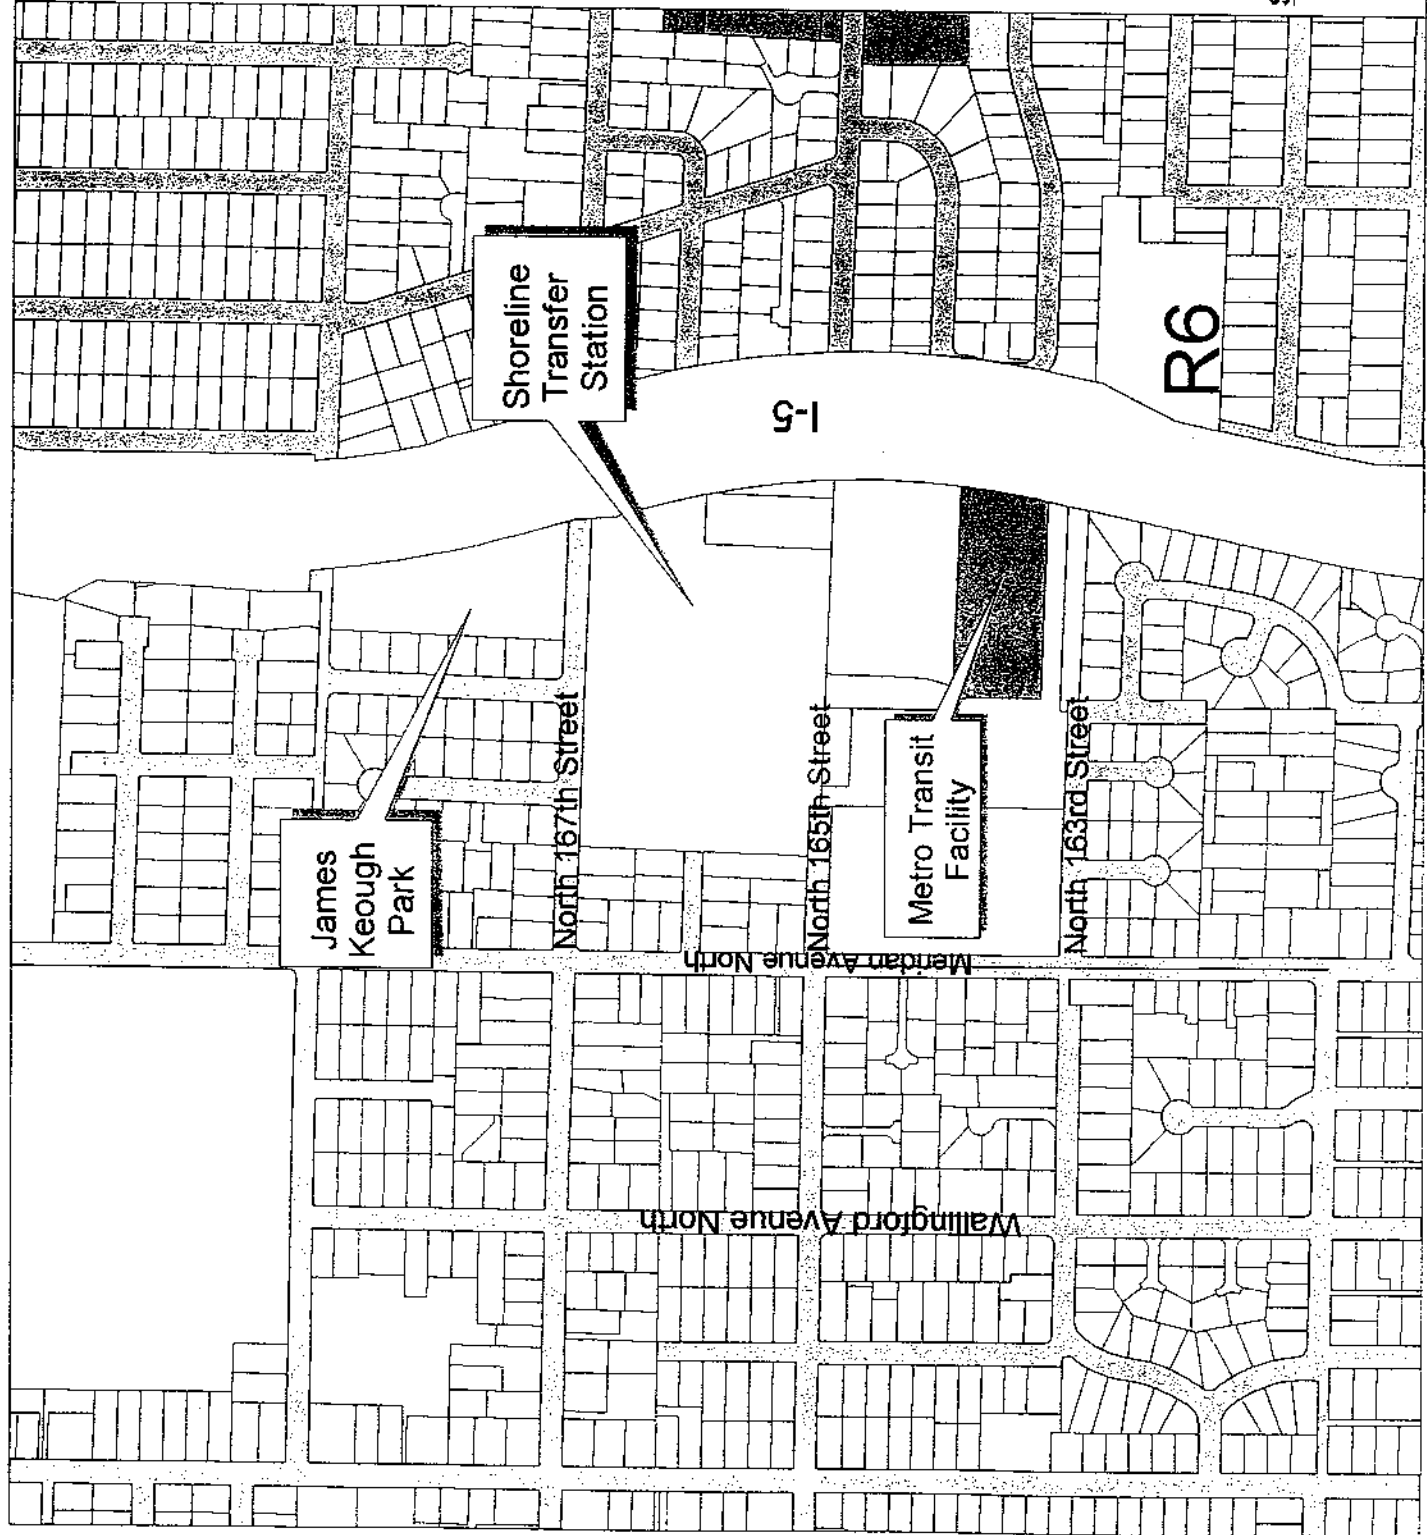 James
Keough
Park
Shoreline
Transfer
Station
I-5
R6
Metro Transit
Facility
North 167th Street
North 165th Street
North 163rd Street
Meridan Avenue North
Wallingford Avenue North